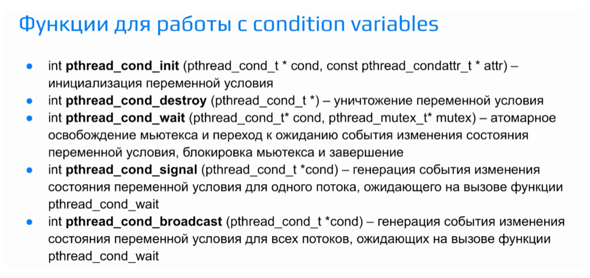 Функции для работы с condition variables
● int pthread_cond_init (pthread_cond_t * cond, const pthread_condattr_t * attr) –
инициализация переменной условия
● int pthread_cond_destroy (pthread_cond_t *) – уничтожение переменной условия
● int pthread_cond_wait (pthread_cond_t* cond, pthread_mutex_t* mutex) – атомарное
освобождение мьютекса и переход к ожиданию события изменения состояния
переменной условия, блокировка мьютекса и завершение
● int pthread_cond_signal (pthread_cond_t *cond) – генерация события изменения
состояния переменной условия для одного потока, ожидающего на вызове функции
pthread_cond_wait
● int pthread_cond_broadcast (pthread_cond_t *cond) – генерация события изменения
состояния переменной условия для всех потоков, ожидающих на вызове функции
pthread_cond_wait